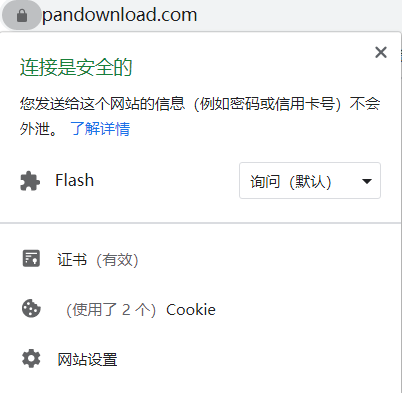 pandownload.com
连接是安全的
您发送给这个网站的信息（例如密码或信用卡号）不会
外泄。 了解详情
Flash 询问（默认）
证书（有效）
（使用了 2 个）Cookie
网站设置